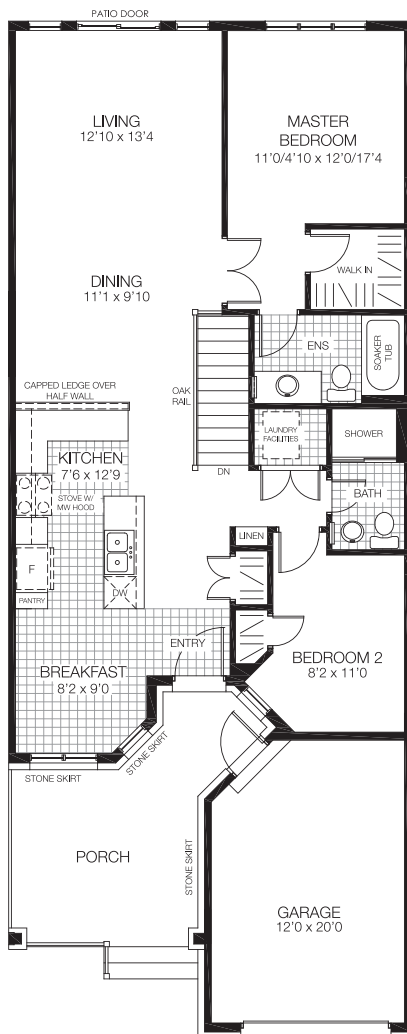 PATIO DOOR
LIVING
12'10 x 13'4
MASTER
BEDROOM
11'0/4'10 x 12'0/17'4
DINING
11'1 x 9'10
WALK IN
ENS
SOAKER
TUB
OAK
RAIL
CAPPED LEDGE OVER
HALF WALL
LAUNDRY
FACILITIES
SHOWER
KITCHEN
7'6 x 12'9
DN
STOVE W/
MW HOOD
BATH
LINEN
F
DW
PANTRY
ENTRY
BREAKFAST
8'2 x 9'0
BEDROOM 2
8'2 x 11'0
STONE SKIRT
STONE SKIRT
STONE SKIRT
PORCH
GARAGE
12'0 x 20'0